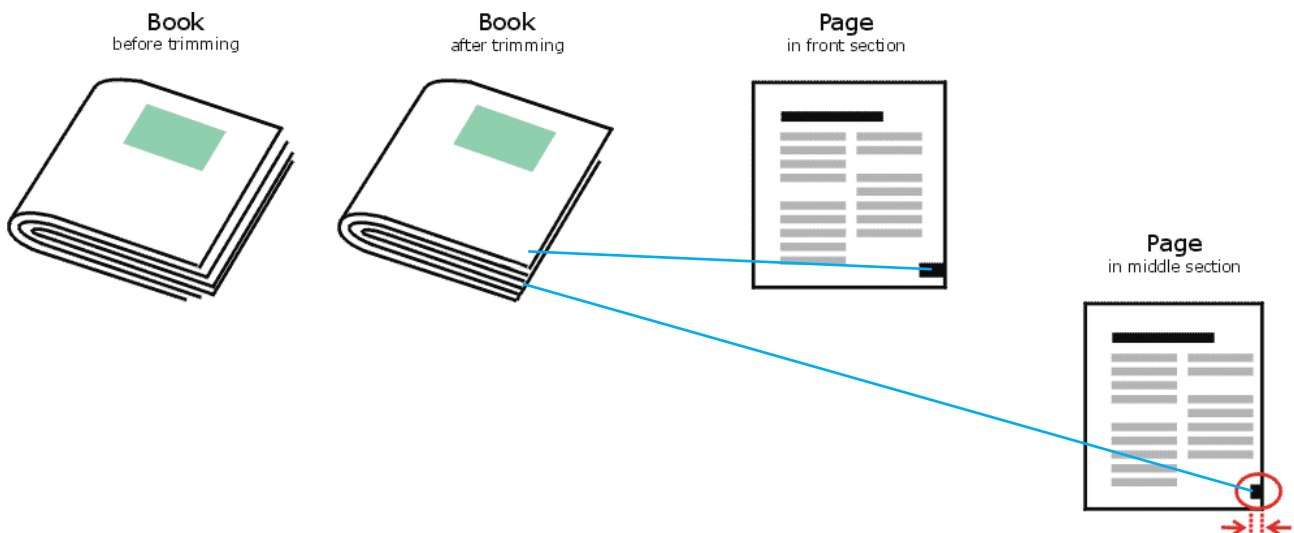 Book
before trimming
Book
after trimming
Page
in front section
Page
in middle section